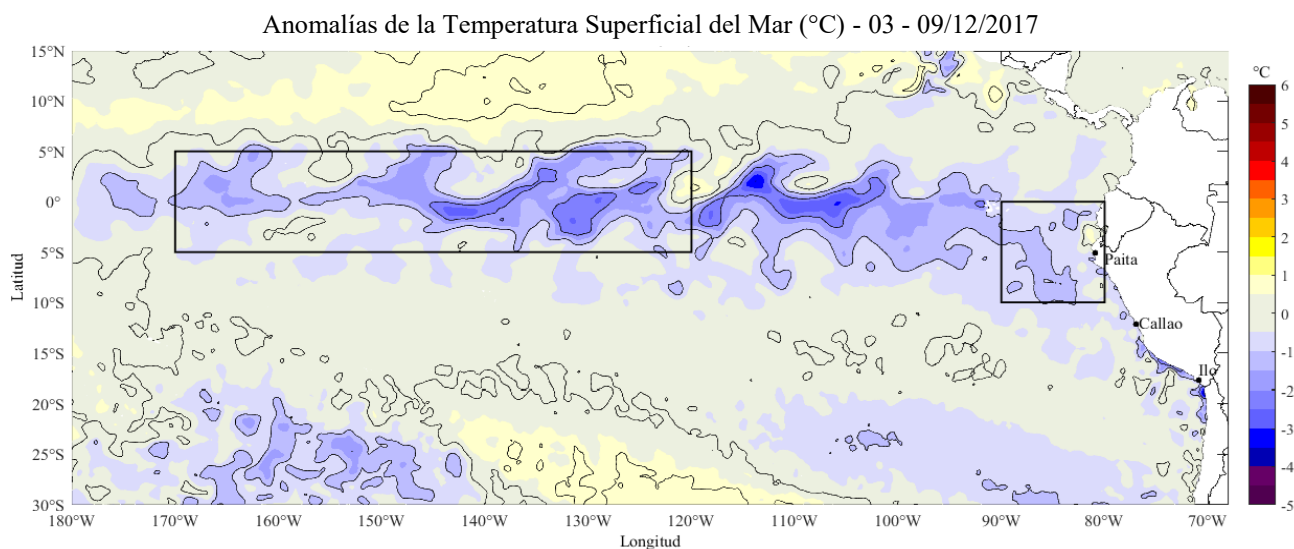 Anomalías de la Temperatura Superficial del Mar (°C) - 03 - 09/12/2017
15°N
10°N
5°N
0°
5°S
10°S
15°S
20°S
25°S
30°S
Latitud
180°W 170°W 160°W 150°W 140°W 130°W 120°W 110°W 100°W 90°W 80°W 70°W
Longitud
Paita
Callao
Ilo
°C
6
5
4
3
2
1
0
-1
-2
-3
-4
-5